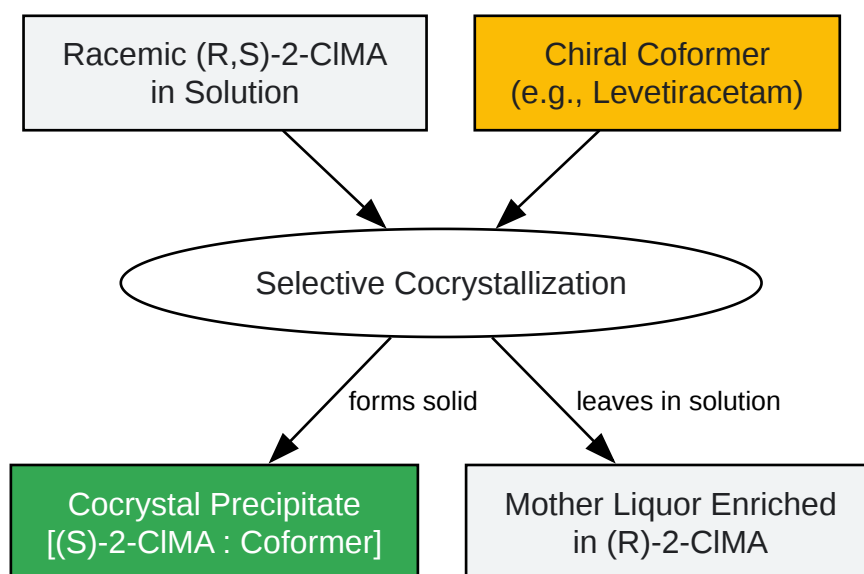 Racemic (R,S)-2-ClMA
in Solution
Chiral Coformer
(e.g., Levetiracetam)
Selective Cocrystallization
forms solid
leaves in solution
Cocrystal Precipitate
[(S)-2-ClMA : Coformer]
Mother Liquor Enriched
in (R)-2-ClMA